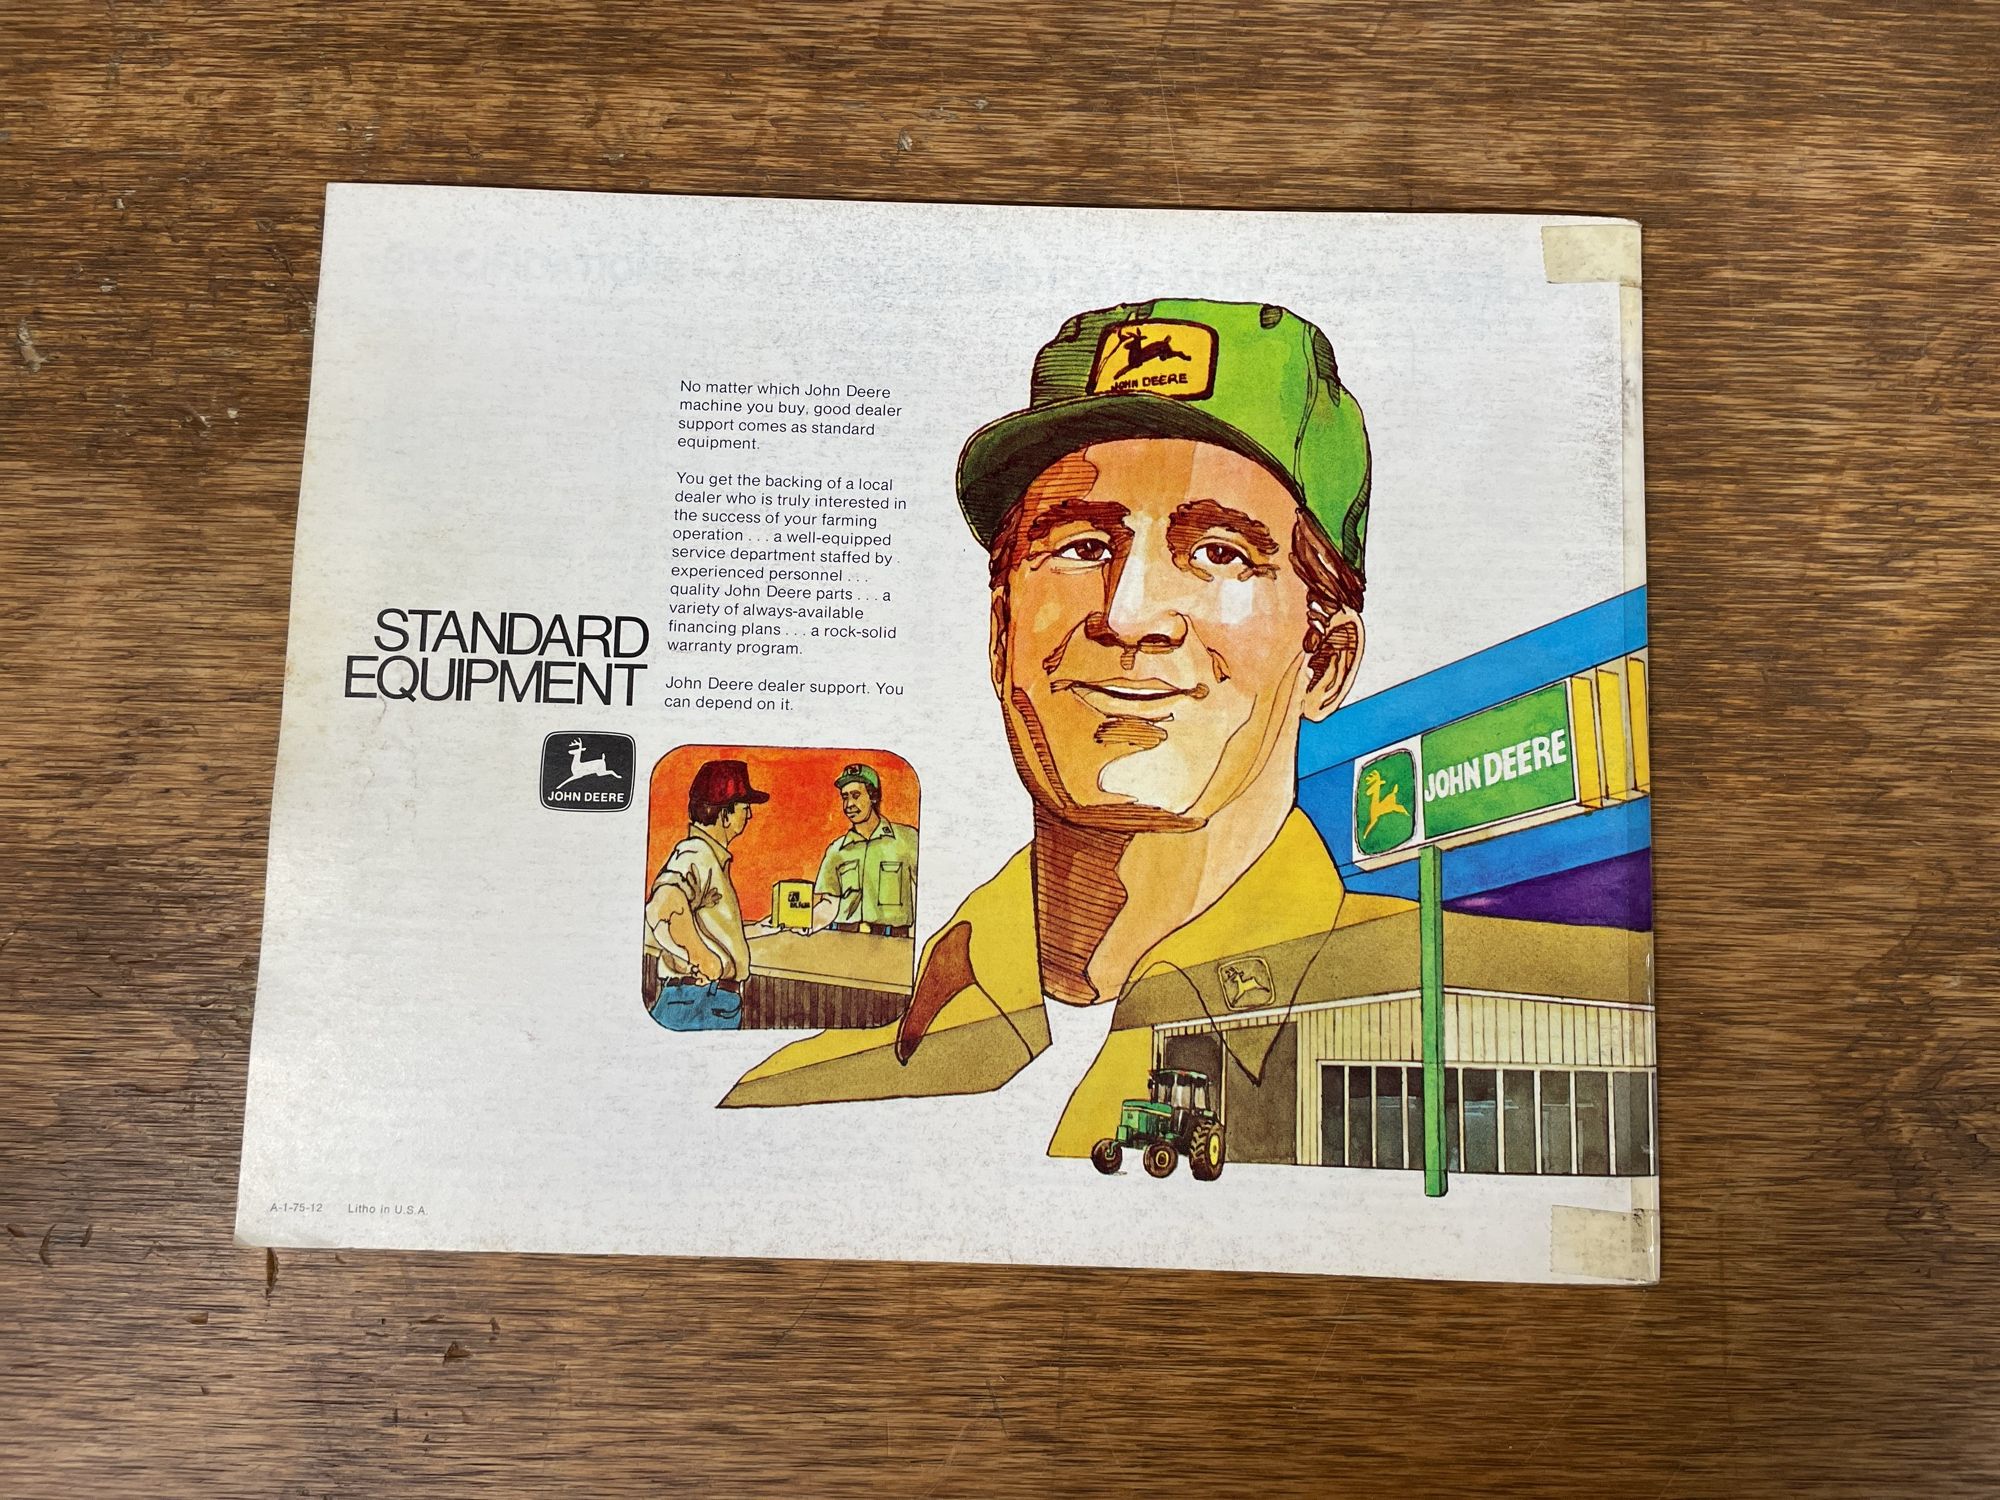 No matter which John Deere
machine you buy, good dealer
support comes as standard
equipment.
You get the backing of a local
dealer who is truly interested in
the success of your farming
operation . . . a well-equipped
service department staffed by
experienced personnel . . .
quality John Deere parts . . . a
variety of always-available
financing plans . . . a rock-solid
warranty program.
John Deere dealer support. You
can depend on it.
STANDARD
EQUIPMENT
JOHN DEERE
JOHN DEERE
JOHN DEERE
A-1-75-12 Litho in U.S.A.